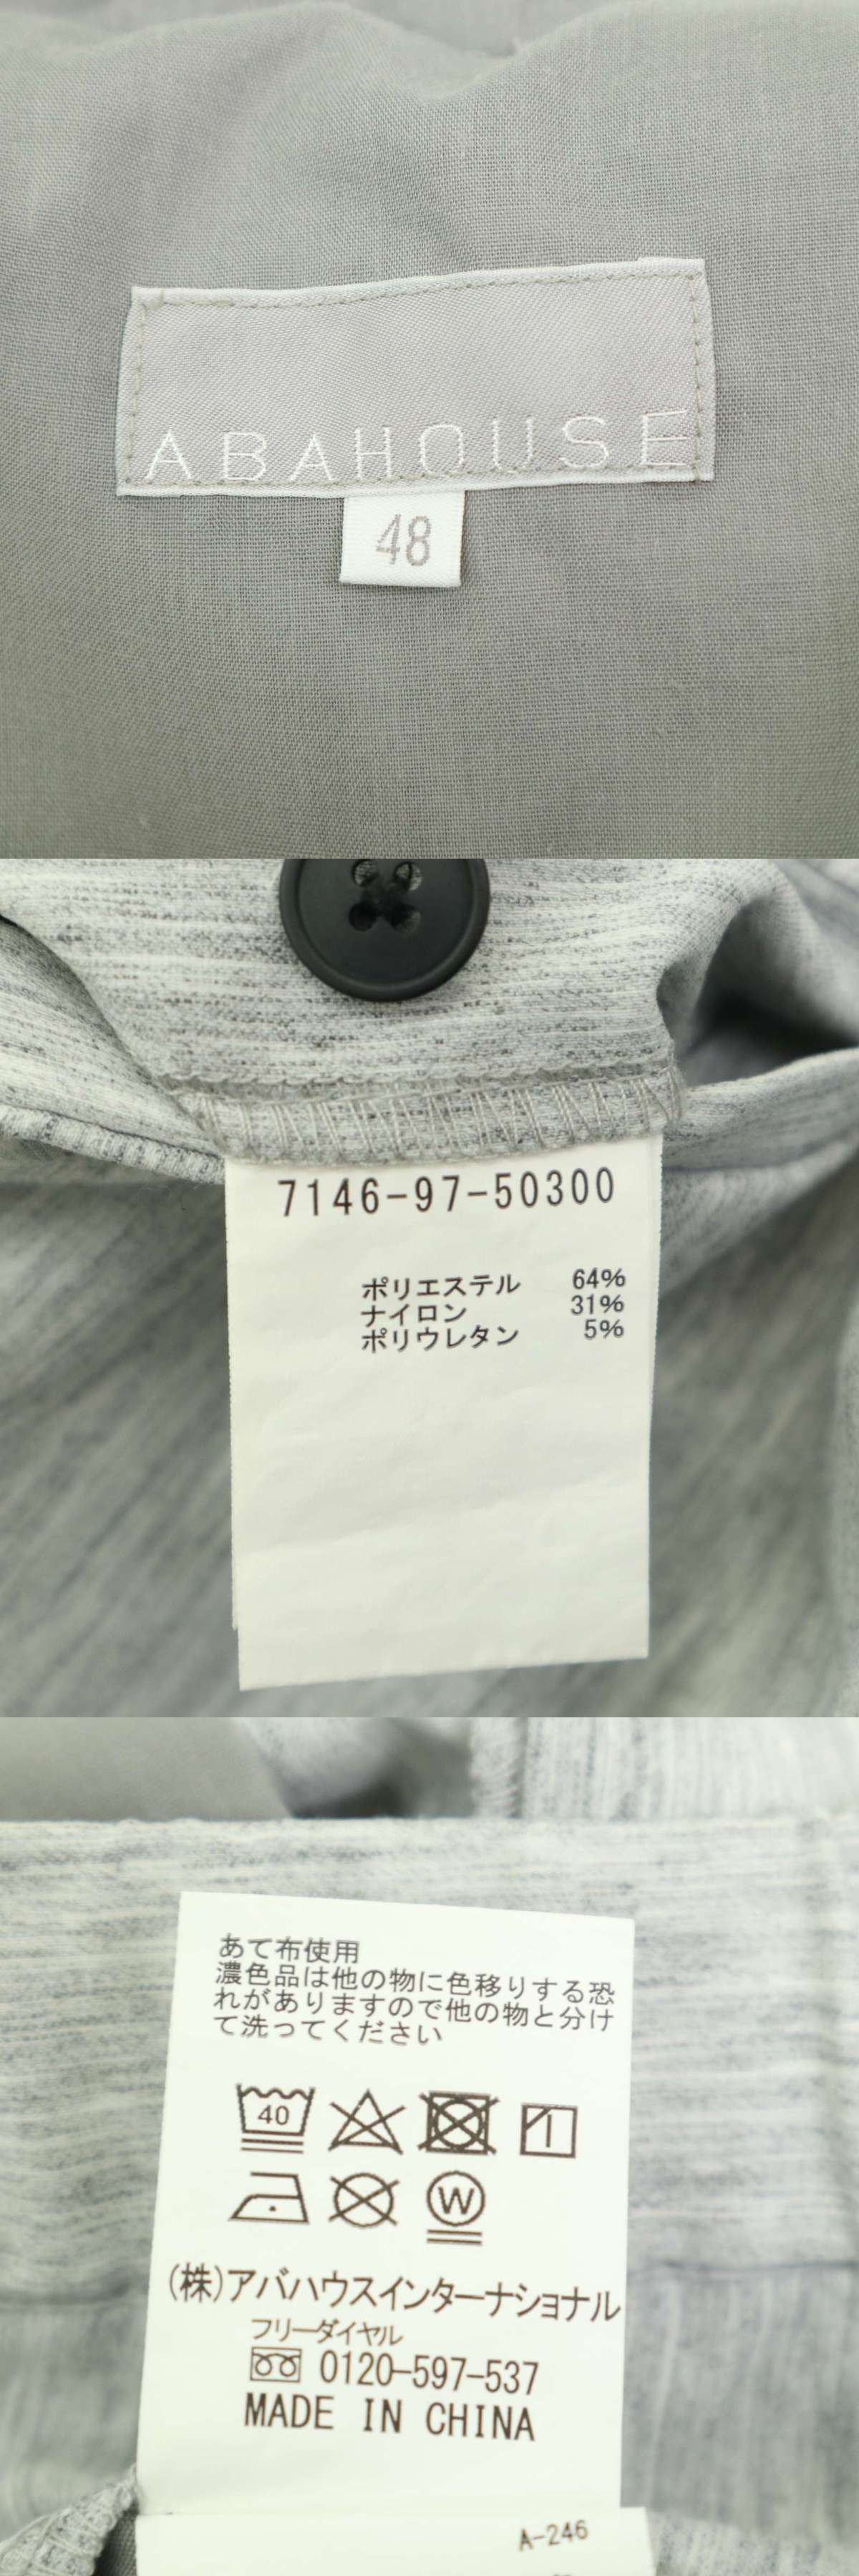 ABAHOUSE
48
7146-97-50300
ポリエステル 64%
ナイロン 31%
ポリウレタン 5%
あて布使用
濃色品は他の物に色移りする恐
れがありますので他の物と分け
て洗ってください
40
W
(株)アバハウスインターナショナル
フリーダイヤル
0120-597-537
MADE IN CHINA
A-246